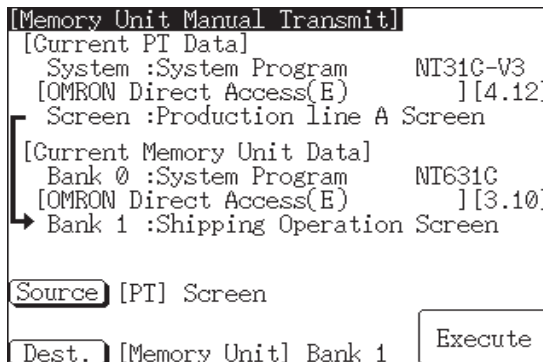 [Memory Unit Manual Transmit]
[Current PT Data]
System :System Program NT31C-V3
[OMRON Direct Access(E) ][4.12]
Screen :Production line A Screen
[Current Memory Unit Data]
Bank 0 :System Program NT631C
[OMRON Direct Access(E) ][3.10]
Bank 1 :Shipping Operation Screen
Source [PT] Screen
Execute
Dest. [Memory Unit] Bank 1